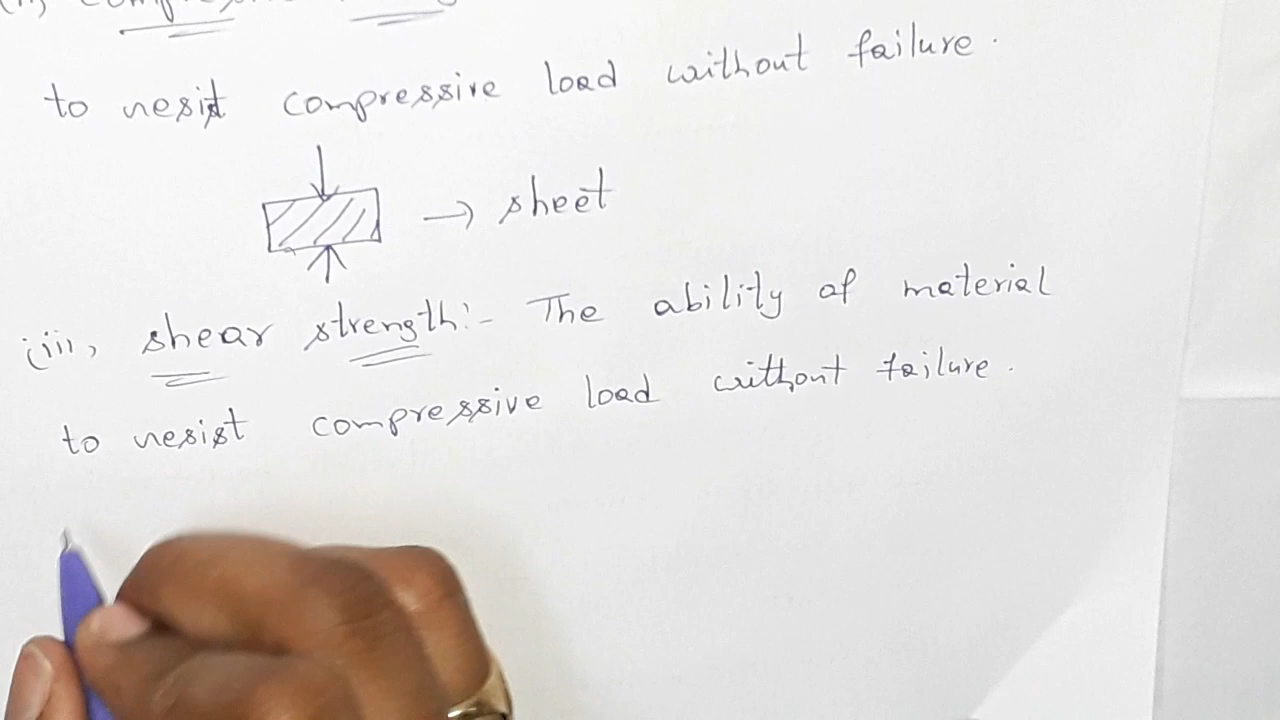 to resist compressive load without failure.
→ sheet
(iii, shear strength:- The ability of material
to resist compressive load without failure.